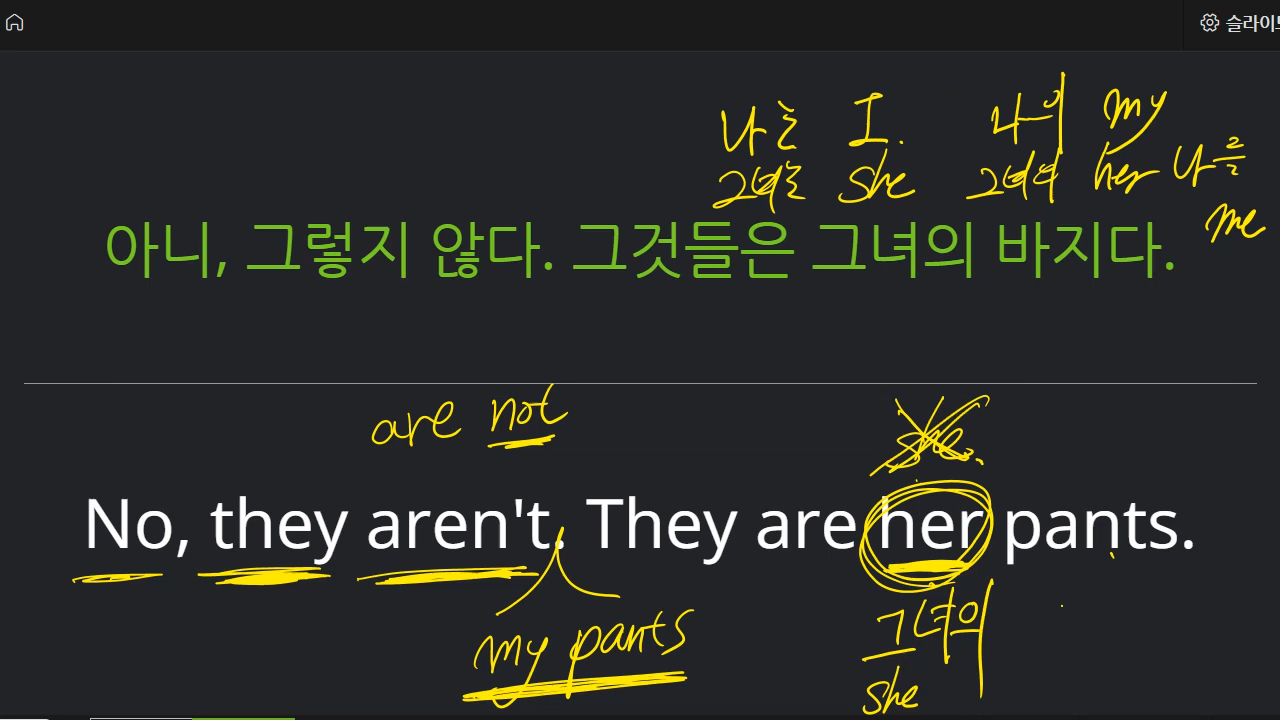 슬라이드
나는 I. 나의 my
그녀는 she 그녀의 her 나를
me
아니, 그렇지 않다. 그것들은 그녀의 바지다.
are not she.
No, they aren't. They are her pants.
my pants 그녀의
she